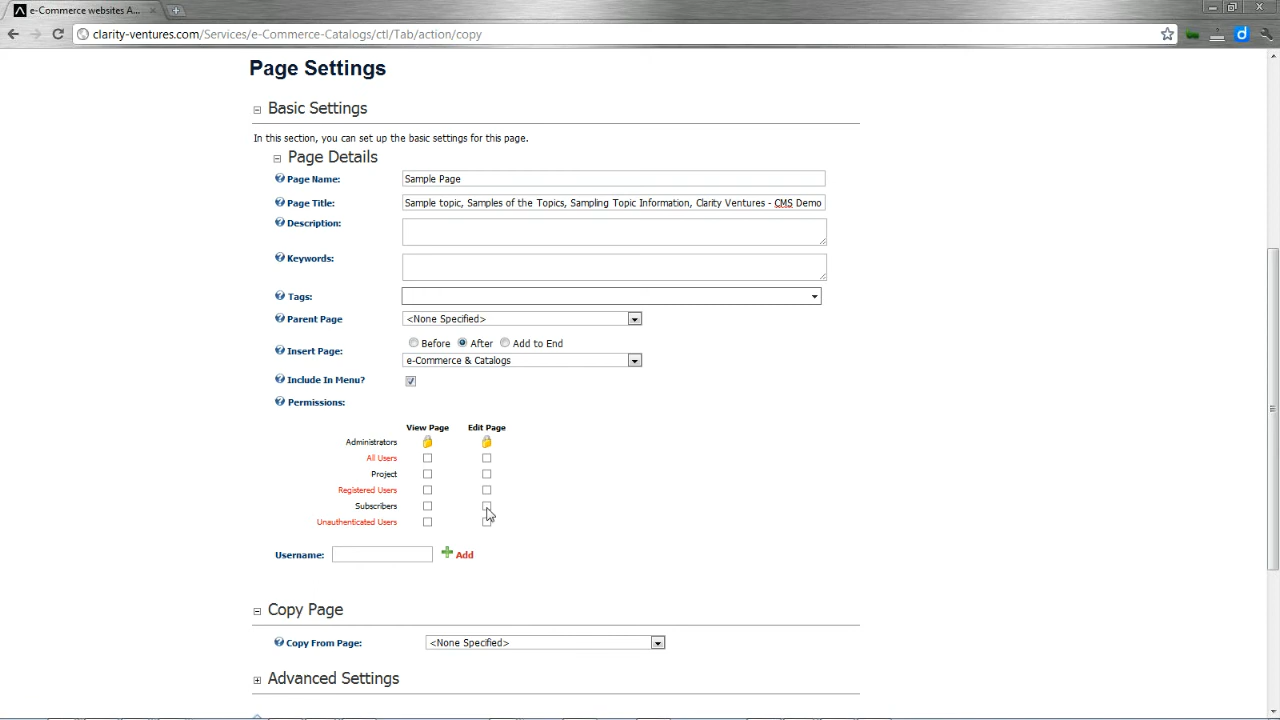 e-Commerce websites A...
clarity-ventures.com/Services/e-Commerce-Catalogs/ctl/Tab/action/copy
Page Settings
Basic Settings
In this section, you can set up the basic settings for this page.
Page Details
Page Name: Sample Page
Page Title: Sample topic, Samples of the Topics, Sampling Topic Information, Clarity Ventures - CMS Demo
Description:
Keywords:
Tags:
Parent Page <None Specified>
Before After Add to End
Insert Page:
e-Commerce & Catalogs
Include In Menu?
Permissions:
View Page Edit Page
Administrators
All Users
Project
Registered Users
Subscribers
Unauthenticated Users
Username: Add
Copy Page
Copy From Page: <None Specified>
Advanced Settings